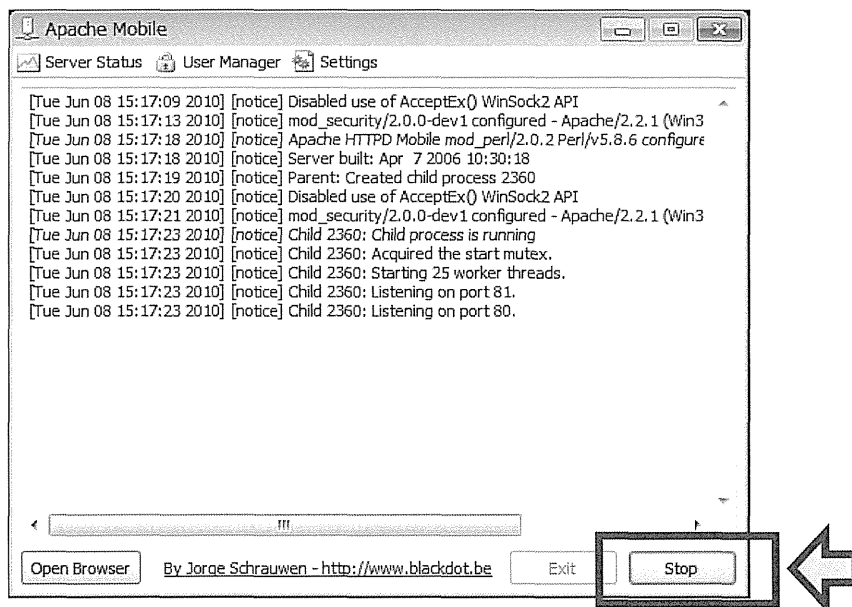 Apache Mobile
Server Status User Manager Settings
[Tue Jun 08 15:17:09 2010] [notice] Disabled use of AcceptEx() WinSock2 API
[Tue Jun 08 15:17:13 2010] [notice] mod_security/2.0.0-dev1 configured - Apache/2.2.1 (Win3
[Tue Jun 08 15:17:18 2010] [notice] Apache HTTPD Mobile mod_perl/2.0.2 Perl/v5.8.6 configure
[Tue Jun 08 15:17:18 2010] [notice] Server built: Apr 7 2006 10:30:18
[Tue Jun 08 15:17:19 2010] [notice] Parent: Created child process 2360
[Tue Jun 08 15:17:20 2010] [notice] Disabled use of AcceptEx() WinSock2 API
[Tue Jun 08 15:17:21 2010] [notice] mod_security/2.0.0-dev1 configured - Apache/2.2.1 (Win3
[Tue Jun 08 15:17:23 2010] [notice] Child 2360: Child process is running
[Tue Jun 08 15:17:23 2010] [notice] Child 2360: Acquired the start mutex.
[Tue Jun 08 15:17:23 2010] [notice] Child 2360: Starting 25 worker threads.
[Tue Jun 08 15:17:23 2010] [notice] Child 2360: Listening on port 81.
[Tue Jun 08 15:17:23 2010] [notice] Child 2360: Listening on port 80.
Open Browser By Jorge Schrauwen - http://www.blackdot.be Exit Stop